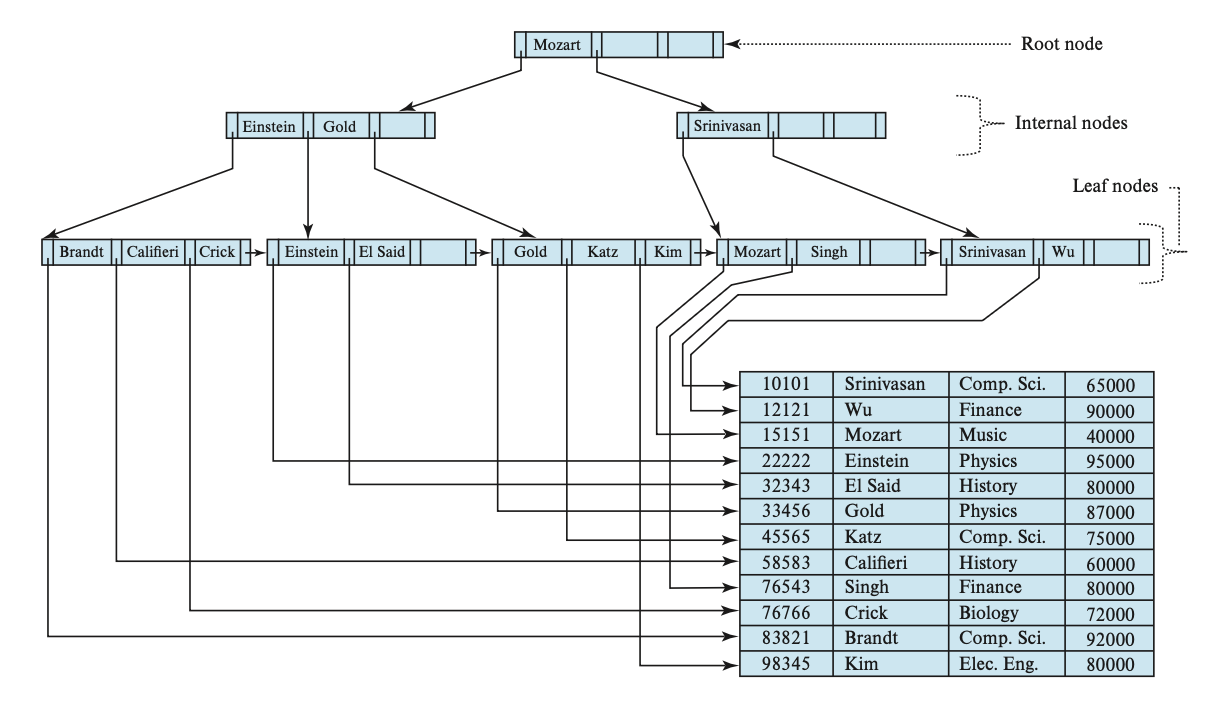 Mozart Root node
Einstein Gold Srinivasan Internal nodes
Leaf nodes
Brandt Califieri Crick Einstein El Said Gold Katz Kim Mozart Singh Srinivasan Wu
10101 Srinivasan Comp. Sci. 65000
12121 Wu Finance 90000
15151 Mozart Music 40000
22222 Einstein Physics 95000
32343 El Said History 80000
33456 Gold Physics 87000
45565 Katz Comp. Sci. 75000
58583 Califieri History 60000
76543 Singh Finance 80000
76766 Crick Biology 72000
83821 Brandt Comp. Sci. 92000
98345 Kim Elec. Eng. 80000